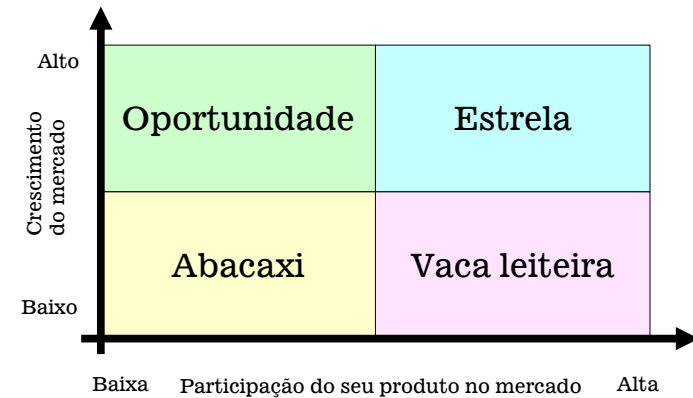 Alto
Oportunidade
Estrela
Crescimento
do mercado
Abacaxi
Vaca leiteira
Baixo
Baixa
Participação do seu produto no mercado
Alta